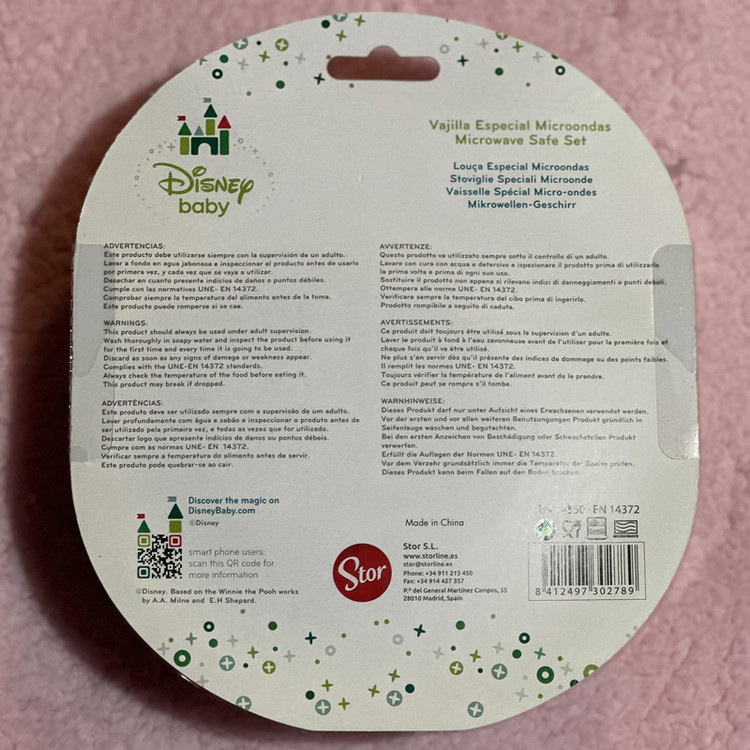 Disney
baby
Vajilla Especial Microondas
Microwave Safe Set
Louça Especial Microondas
Stoviglie Speciali Microonde
Vaisselle Spécial Micro-ondes
Mikrowellen-Geschirr
ADVERTENCIAS:
Este producto debe utilizarse siempre con la supervisión de un adulto.
Lavar a fondo en agua jabonosa e inspeccionar el producto antes de usarlo
por primera vez, y cada vez que se vaya a utilizar.
Desechar en cuanto presente indicios de daños o puntos débiles.
Cumple con las normativas UNE- EN 14372.
Comprobar siempre la temperatura del alimento antes de la toma.
Este producto puede romperse si se cae.
WARNINGS:
This product should always be used under adult supervision.
Wash thoroughly in soapy water and inspect the product before using it
for the first time and every time it is going to be used.
Discard as soon as any signs of damage or weakness appear.
Complies with the UNE-EN 14372 standards.
Always check the temperature of the food before eating it.
This product may break if dropped.
ADVERTÊNCIAS:
Este produto deve ser utilizado sempre com a supervisão de um adulto.
Lavar profundamente com água e sabão e inspecionar o produto antes de
ser utilizado pela primeira vez, e todas as vezes que for utilizado.
Descartar logo que apresente indícios de danos ou pontos débeis.
Cumpre com as normas UNE- EN 14372.
Verificar sempre a temperatura do alimento antes de servir.
Este produto pode quebrar-se ao cair.
AVVERTENZE:
Questo prodotto va utilizzato sempre sotto il controllo di un adulto.
Lavare con cura con acqua e detersivo e ispezionare il prodotto prima di utilizzarlo
la prima volta e prima di ogni suo uso.
Sostituire il prodotto non appena si rilevano indizi di danneggiamenti o punti deboli.
Ottempera alle norme UNE- EN 14372.
Verificare sempre la temperatura del cibo prima di ingerirlo.
Prodotto rompibile a seguito di caduta.
AVERTISSEMENTS:
Ce produit doit toujours être utilisé sous la supervision d'un adulte.
Laver le produit à fond à l'eau savonneuse avant de l'utiliser pour la première fois et
chaque fois qu'il va être utilisé.
Ne plus s'en servir dès qu'il présente des indices de dommage ou des points faibles.
Il remplit les normes UNE- EN 14372.
Toujours vérifier la température de l'aliment avant de le prendre.
Ce produit peut se rompre s'il tombe.
WARNHINWEISE:
Dieses Produkt darf nur unter Aufsicht eines Erwachsenen verwendet werden.
Vor der ersten und vor allen weiteren Benutzungen Produkt gründlich in
Seifenlauge waschen und begutachten.
Bei den ersten Anzeichen von Beschädigung oder Schwachstellen Produkt
verwerfen.
Erfüllt die Auflagen der Normen UNE- EN 14372.
Vor dem Verzehr grundsätzlich immer die Temperatur der Speise prüfen.
Dieses Produkt kann beim Fallen auf den Boden brechen.
Discover the magic on
DisneyBaby.com
©Disney
smart phone users:
scan this QR code for
more information
©Disney. Based on the Winnie the Pooh works
by A.A. Milne and E.H Shepard.
Made in China
Stor
Stor S.L.
www.storline.es
stor@storline.es
Phone: +34 911 213 450
Fax: +34 914 427 357
P.º del General Martínez Campos, 53
28010 Madrid, Spain
EN 14372
MICROWAVE
8 412497 302789